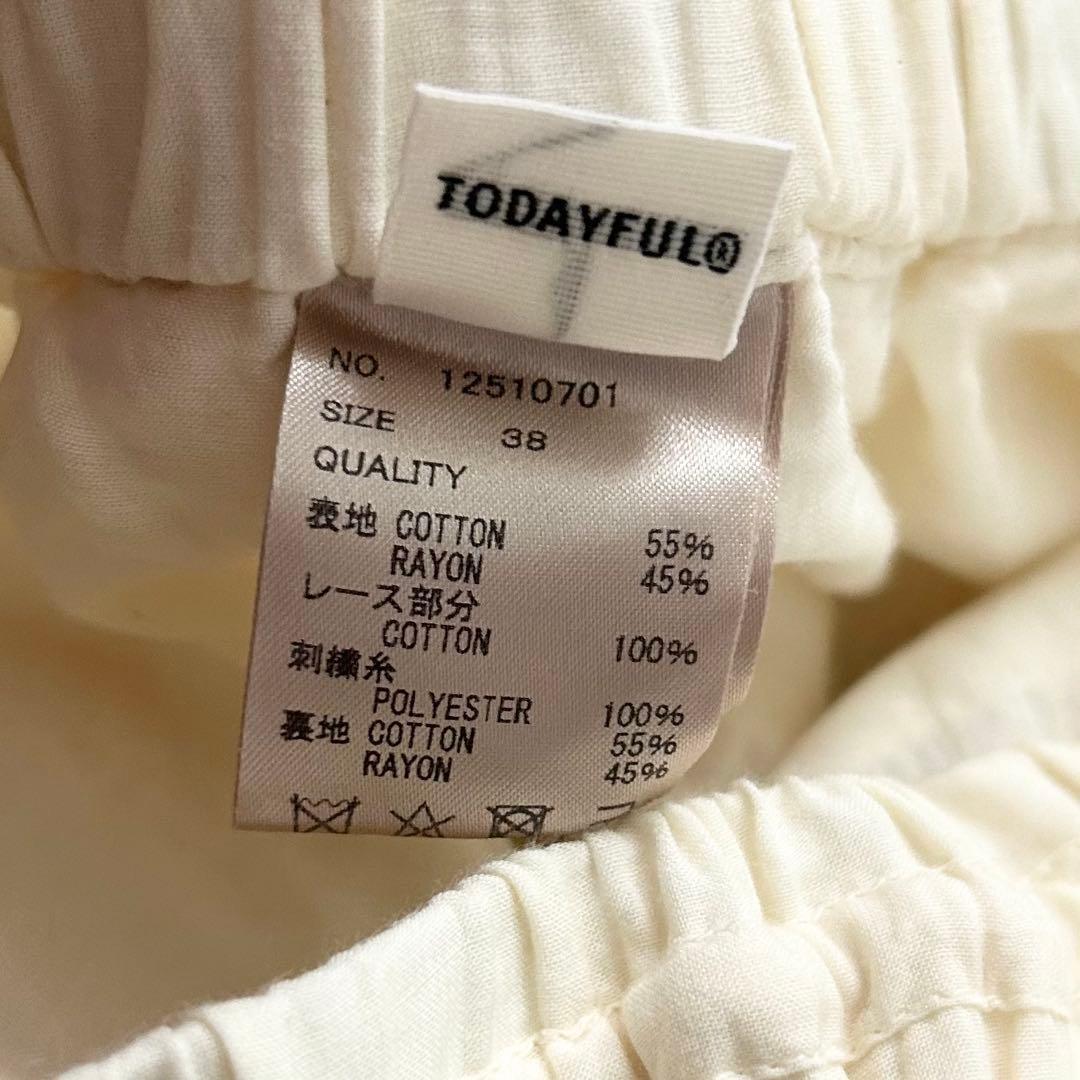 TODAYFUL®
NO. 12510701
SIZE 38
QUALITY
表地 COTTON 55%
RAYON 45%
レース部分
COTTON 100%
刺繍糸
POLYESTER 100%
裏地 COTTON 55%
RAYON 45%